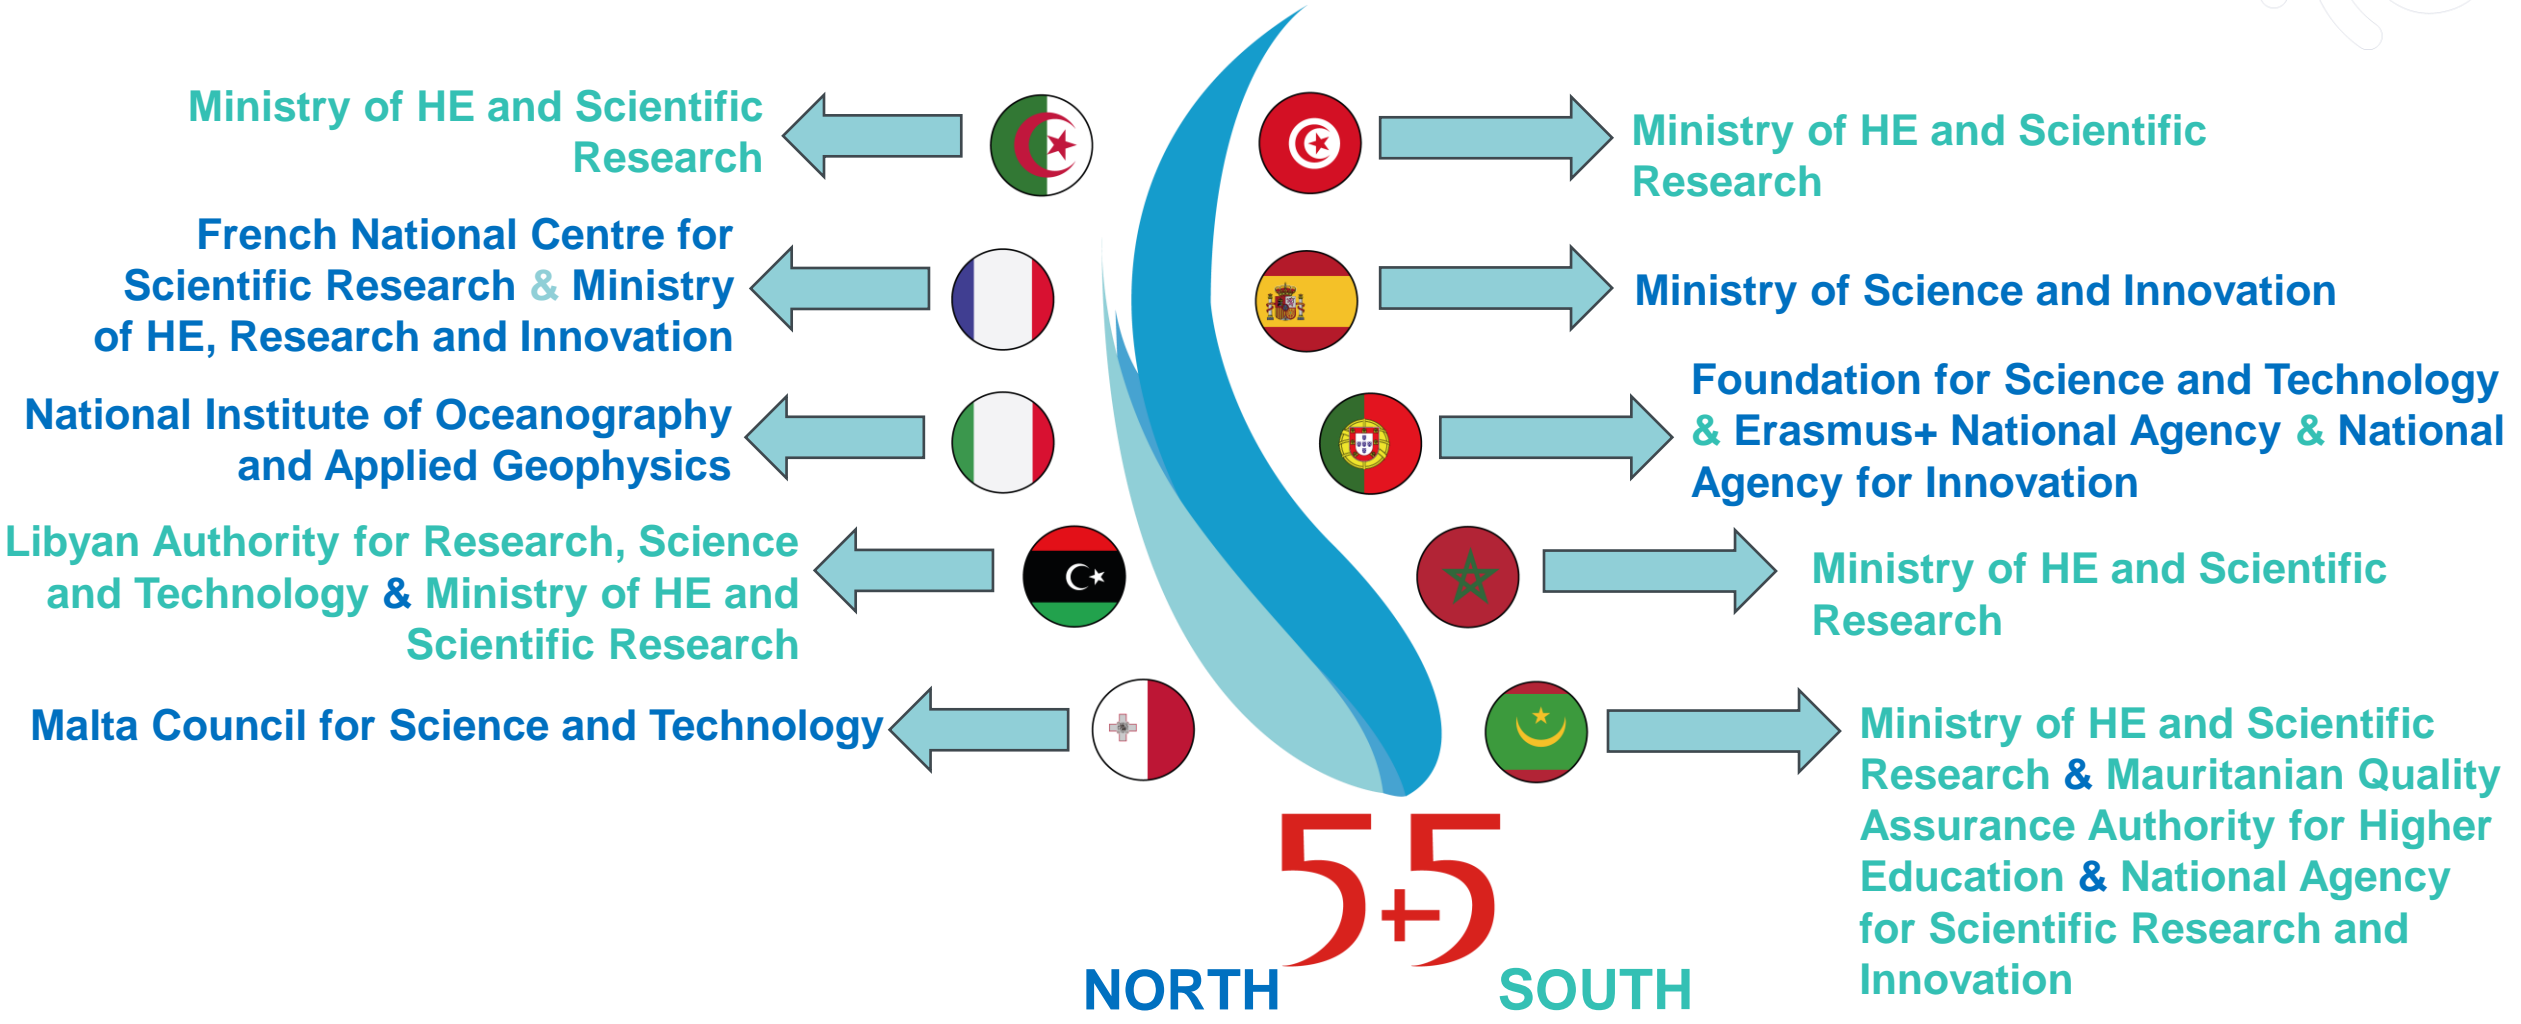 Ministry of HE and Scientific
Research
French National Centre for
Scientific Research & Ministry
of HE, Research and Innovation
National Institute of Oceanography
and Applied Geophysics
Libyan Authority for Research, Science
and Technology & Ministry of HE and
Scientific Research
Malta Council for Science and Technology
Ministry of HE and Scientific
Research
Ministry of Science and Innovation
Foundation for Science and Technology
& Erasmus+ National Agency & National
Agency for Innovation
Ministry of HE and Scientific
Research
Ministry of HE and Scientific
Research & Mauritanian Quality
Assurance Authority for Higher
Education & National Agency
for Scientific Research and
Innovation
5+5
NORTH
SOUTH